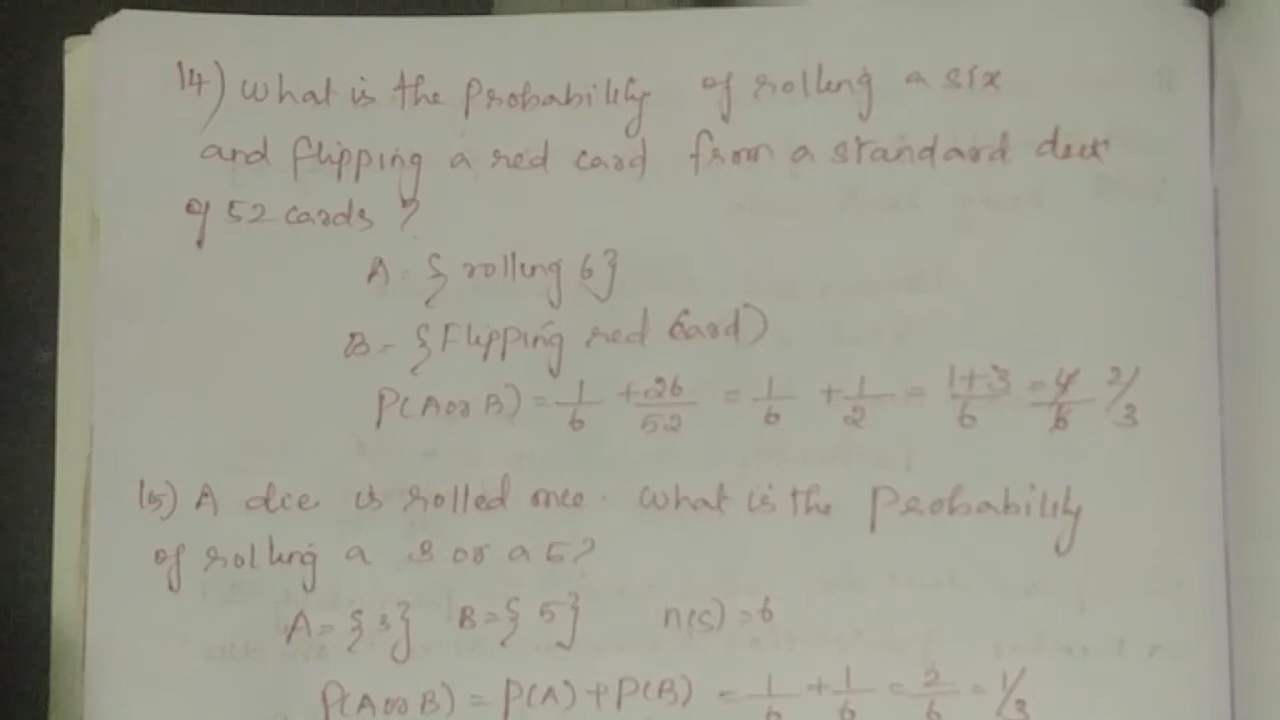 14) What is the Probability of rolling a six
and flipping a red card from a standard deck
of 52 cards ?
A = { rolling 6}
B = {Flipping red Card)
P(A or B) = 1/6 + 26/52 = 1/6 + 1/2 = 1+3/6 = 4/6 2/3
15) A die is rolled once. What is the Probability
of rolling a 3 or a 5?
A = {3} B = { 5} n(s) = 6
P(A or B) = P(A) + P(B) = 1/6 + 1/6 = 2/6 = 1/3